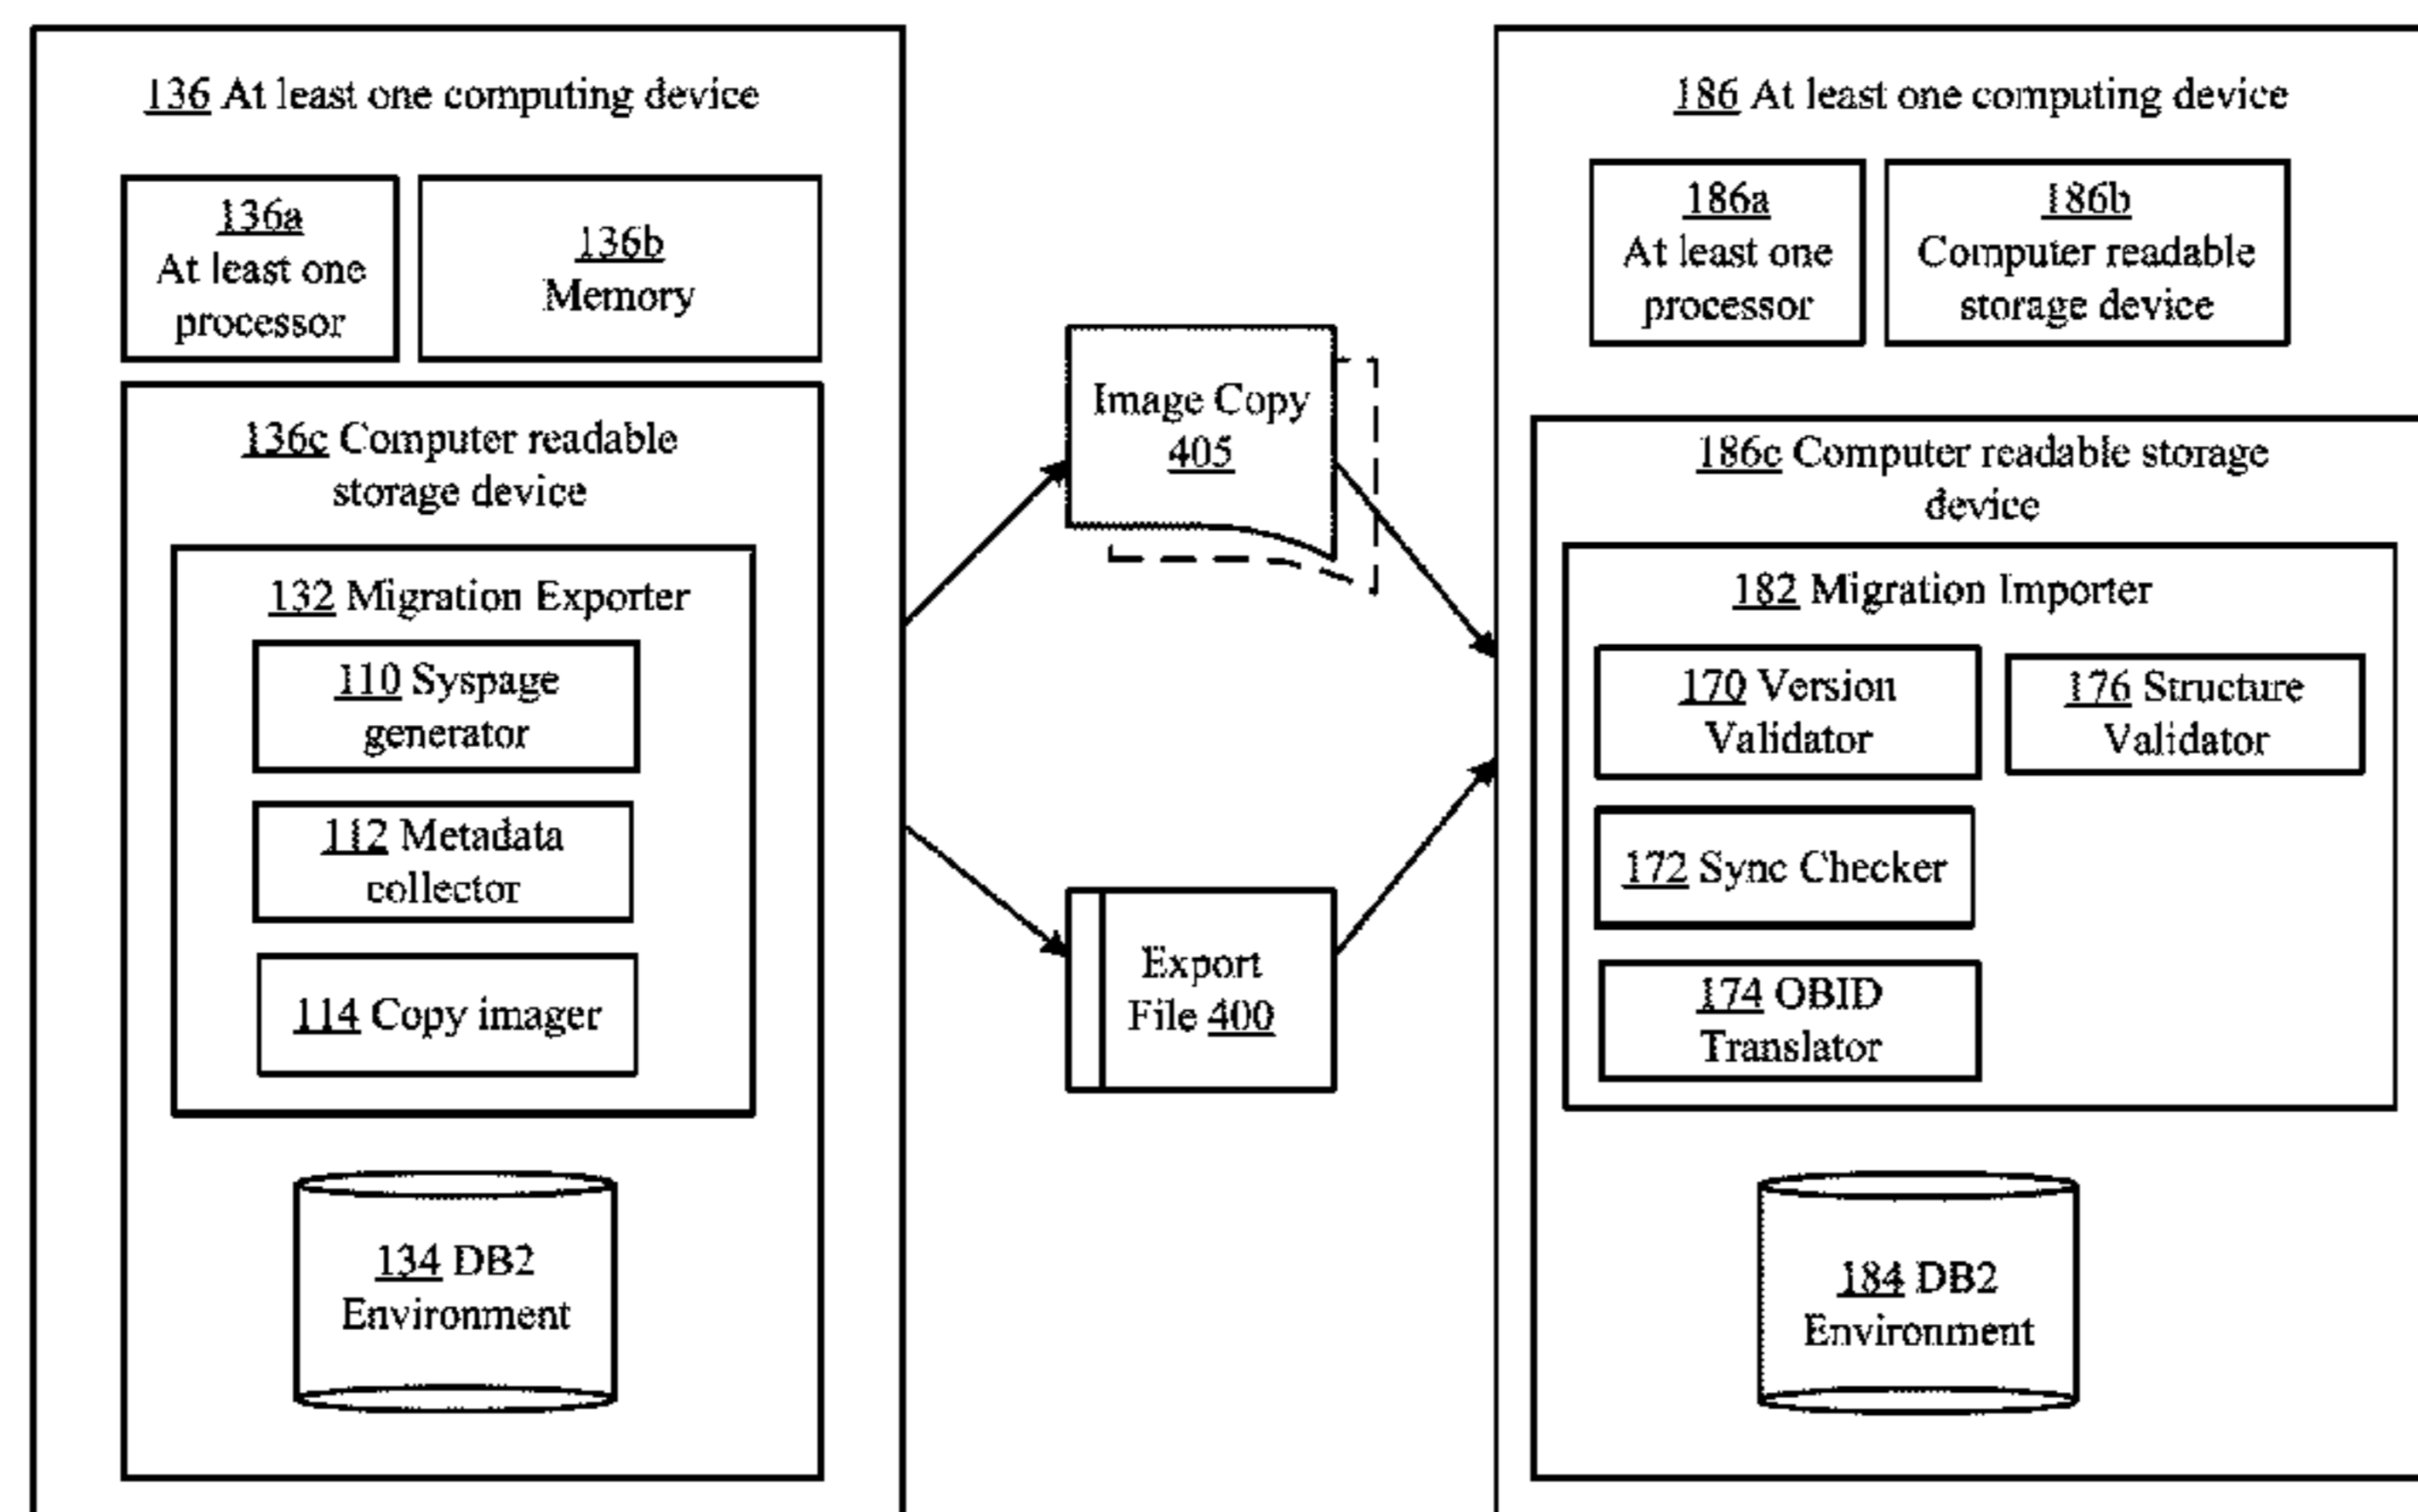 136 At least one computing device
136a
At least one
processor
136b
Memory
136c Computer readable
storage device
132 Migration Exporter
110 Syspage
generator
112 Metadata
collector
114 Copy imager
134 DB2
Environment
Image Copy
405
Export
File 400
186 At least one computing device
186a
At least one
processor
186b
Computer readable
storage device
186c Computer readable storage
device
182 Migration Importer
170 Version
Validator
176 Structure
Validator
172 Sync Checker
174 OBID
Translator
184 DB2
Environment